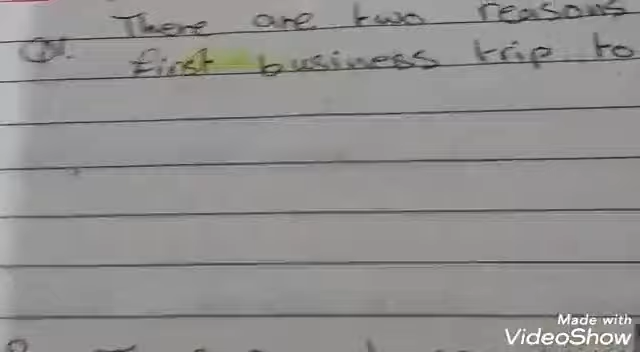 Q1. There are two reasons
first business trip to
Made with
VideoShow